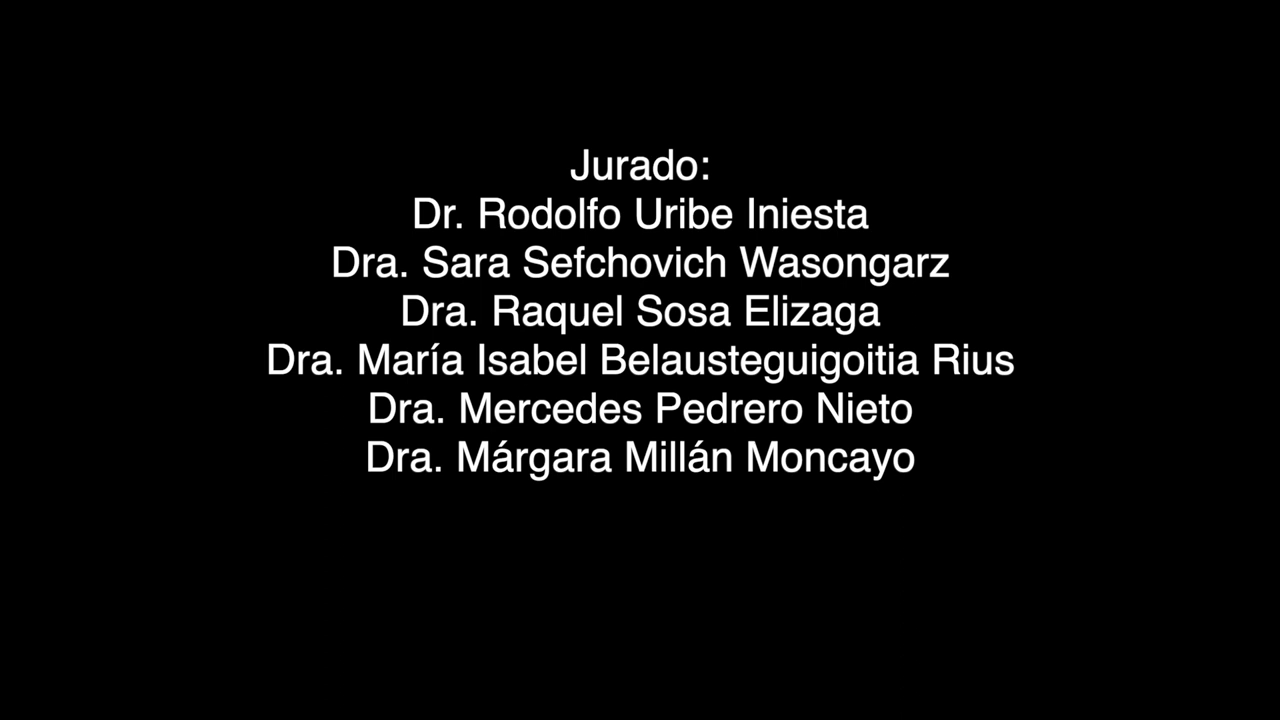 Jurado:
Dr. Rodolfo Uribe Iniesta
Dra. Sara Sefchovich Wasongarz
Dra. Raquel Sosa Elizaga
Dra. María Isabel Belausteguigoitia Rius
Dra. Mercedes Pedrero Nieto
Dra. Márgara Millán Moncayo